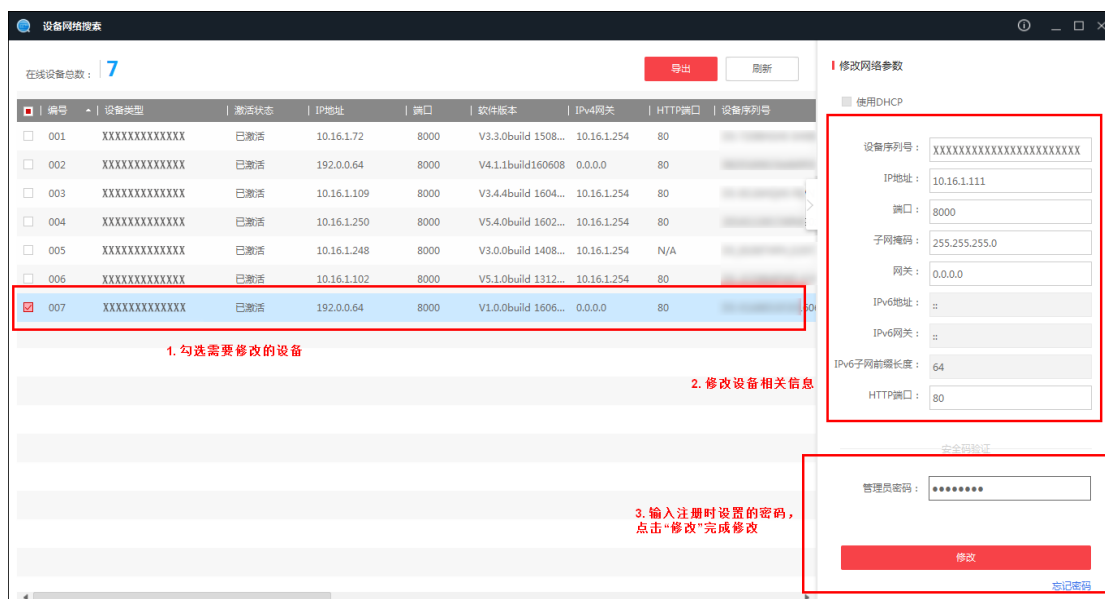 设备网络搜索
在线设备总数： 7
导出 刷新
编号 设备类型 激活状态 IP地址 端口 软件版本 IPv4网关 HTTP端口 设备序列号
001 XXXXXXXXXXXXX 已激活 10.16.1.72 8000 V3.3.0build 1508... 10.16.1.254 80
002 XXXXXXXXXXXXX 已激活 192.0.0.64 8000 V4.1.1build160608 0.0.0.0 80
003 XXXXXXXXXXXXX 已激活 10.16.1.109 8000 V3.4.4build 1604... 10.16.1.254 80
004 XXXXXXXXXXXXX 已激活 10.16.1.250 8000 V5.4.0build 1602... 10.16.1.254 80
005 XXXXXXXXXXXXX 已激活 10.16.1.248 8000 V3.0.0build 1408... 10.16.1.254 N/A
006 XXXXXXXXXXXXX 已激活 10.16.1.102 8000 V5.1.0build 1312... 10.16.1.254 80
007 XXXXXXXXXXXXX 已激活 192.0.0.64 8000 V1.0.0build 1606... 0.0.0.0 80
1. 勾选需要修改的设备
2. 修改设备相关信息
3. 输入注册时设置的密码，
点击“修改”完成修改
修改网络参数
使用DHCP
设备序列号： XXXXXXXXXXXXXXXXXXXXXXX
IP地址： 10.16.1.111
端口： 8000
子网掩码： 255.255.255.0
网关： 0.0.0.0
IPv6地址： ::
IPv6网关： ::
IPv6子网前缀长度： 64
HTTP端口： 80
安全码验证
管理员密码： ●●●●●●●●
修改
忘记密码